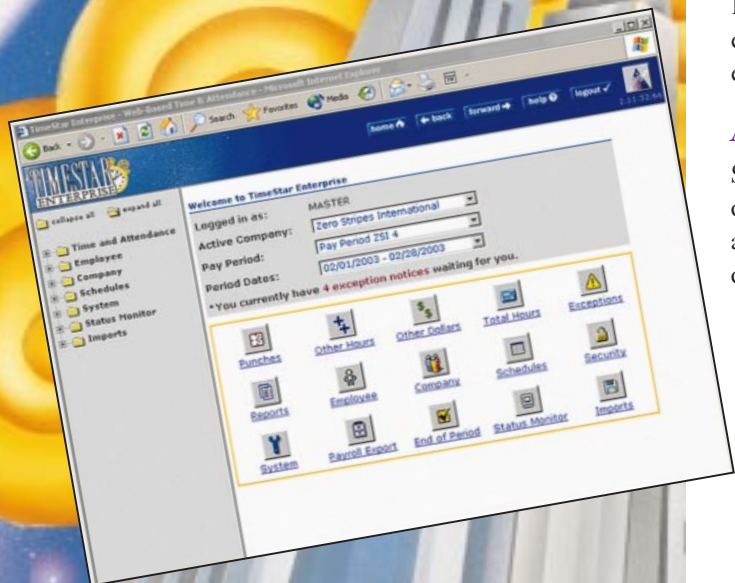 TimeStar Enterprise - Web-Based Time & Attendance - Microsoft Internet Explorer
Back Search Favorites Media
home back forward help logout
TIMESTAR
ENTERPRISE
collapse all expand all
Time and Attendance
Employee
Company
Schedules
System
Status Monitor
Imports
Welcome to TimeStar Enterprise
Logged in as: MASTER
Active Company: Zero Stripes International
Pay Period: Pay Period ZSI 4
Period Dates: 02/01/2003 - 02/28/2003
*You currently have 4 exception notices waiting for you.
Punches Other Hours Other Dollars Total Hours Exceptions
Reports Employee Company Schedules Security
System Payroll Export End of Period Status Monitor Imports